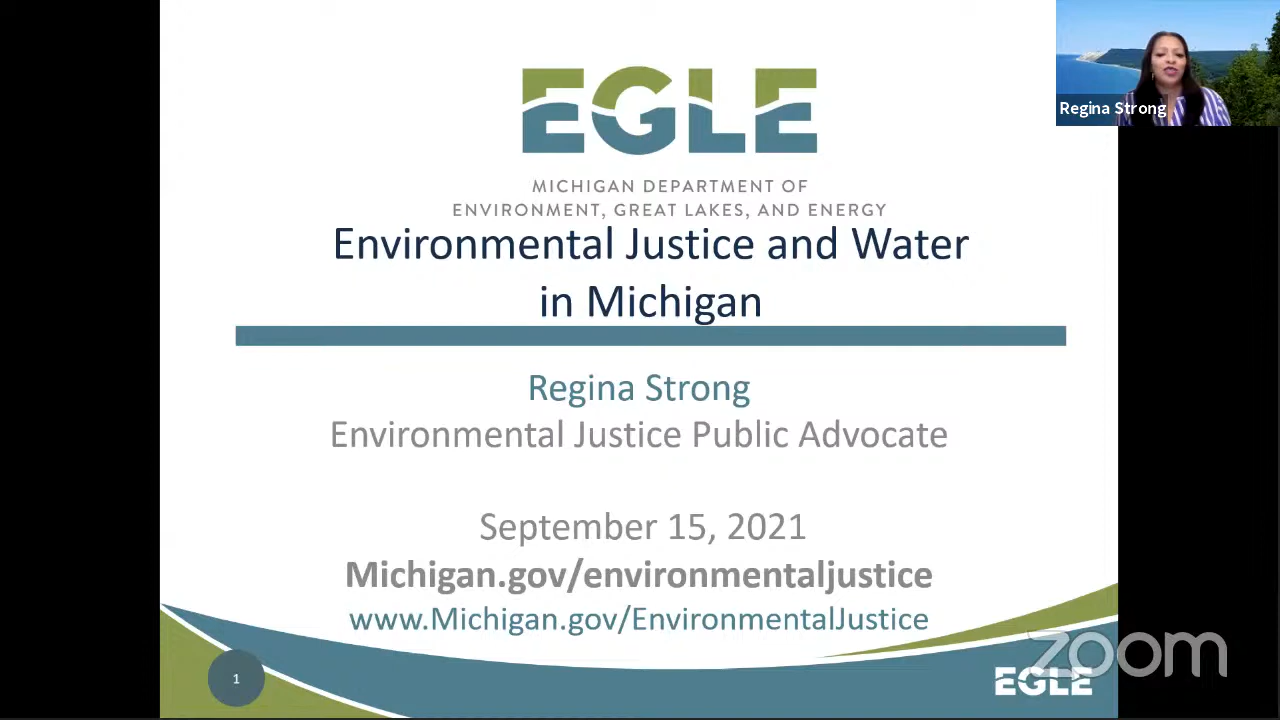 EGLE
MICHIGAN DEPARTMENT OF
ENVIRONMENT, GREAT LAKES, AND ENERGY
Environmental Justice and Water
in Michigan
Regina Strong
Environmental Justice Public Advocate
September 15, 2021
Michigan.gov/environmentaljustice
www.Michigan.gov/EnvironmentalJustice
1
EGLE
zoom
Regina Strong